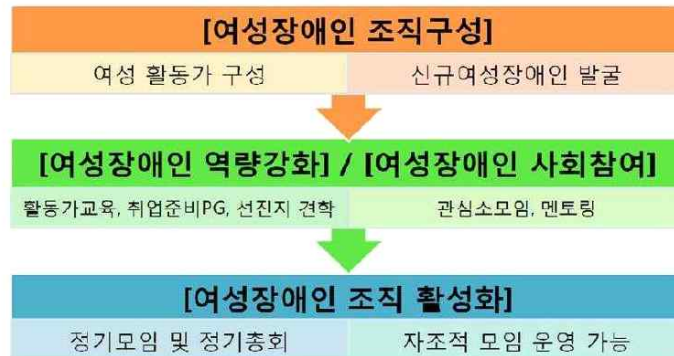 [여성장애인 조직구성]
여성 활동가 구성
신규여성장애인 발굴
[여성장애인 역량강화] / [여성장애인 사회참여]
활동가교육, 취업준비PG, 선진지 견학
관심소모임, 멘토링
[여성장애인 조직 활성화]
정기모임 및 정기총회
자조적 모임 운영 가능